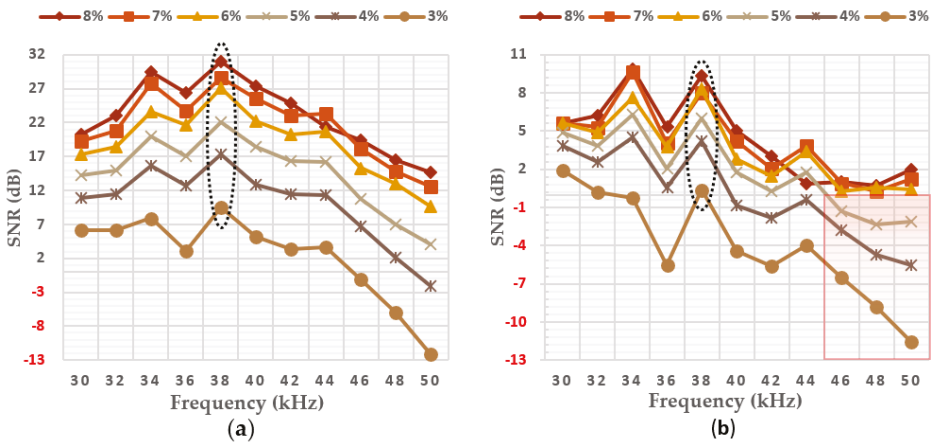 8% 7% 6% 5% 4% 3%
32
27
22
17
12
7
2
-3
-8
-13
SNR (dB)
30 32 34 36 38 40 42 44 46 48 50
Frequency (kHz)
(a)
8% 7% 6% 5% 4% 3%
11
8
5
2
-1
-4
-7
-10
-13
SNR (dB)
30 32 34 36 38 40 42 44 46 48 50
Frequency (kHz)
(b)